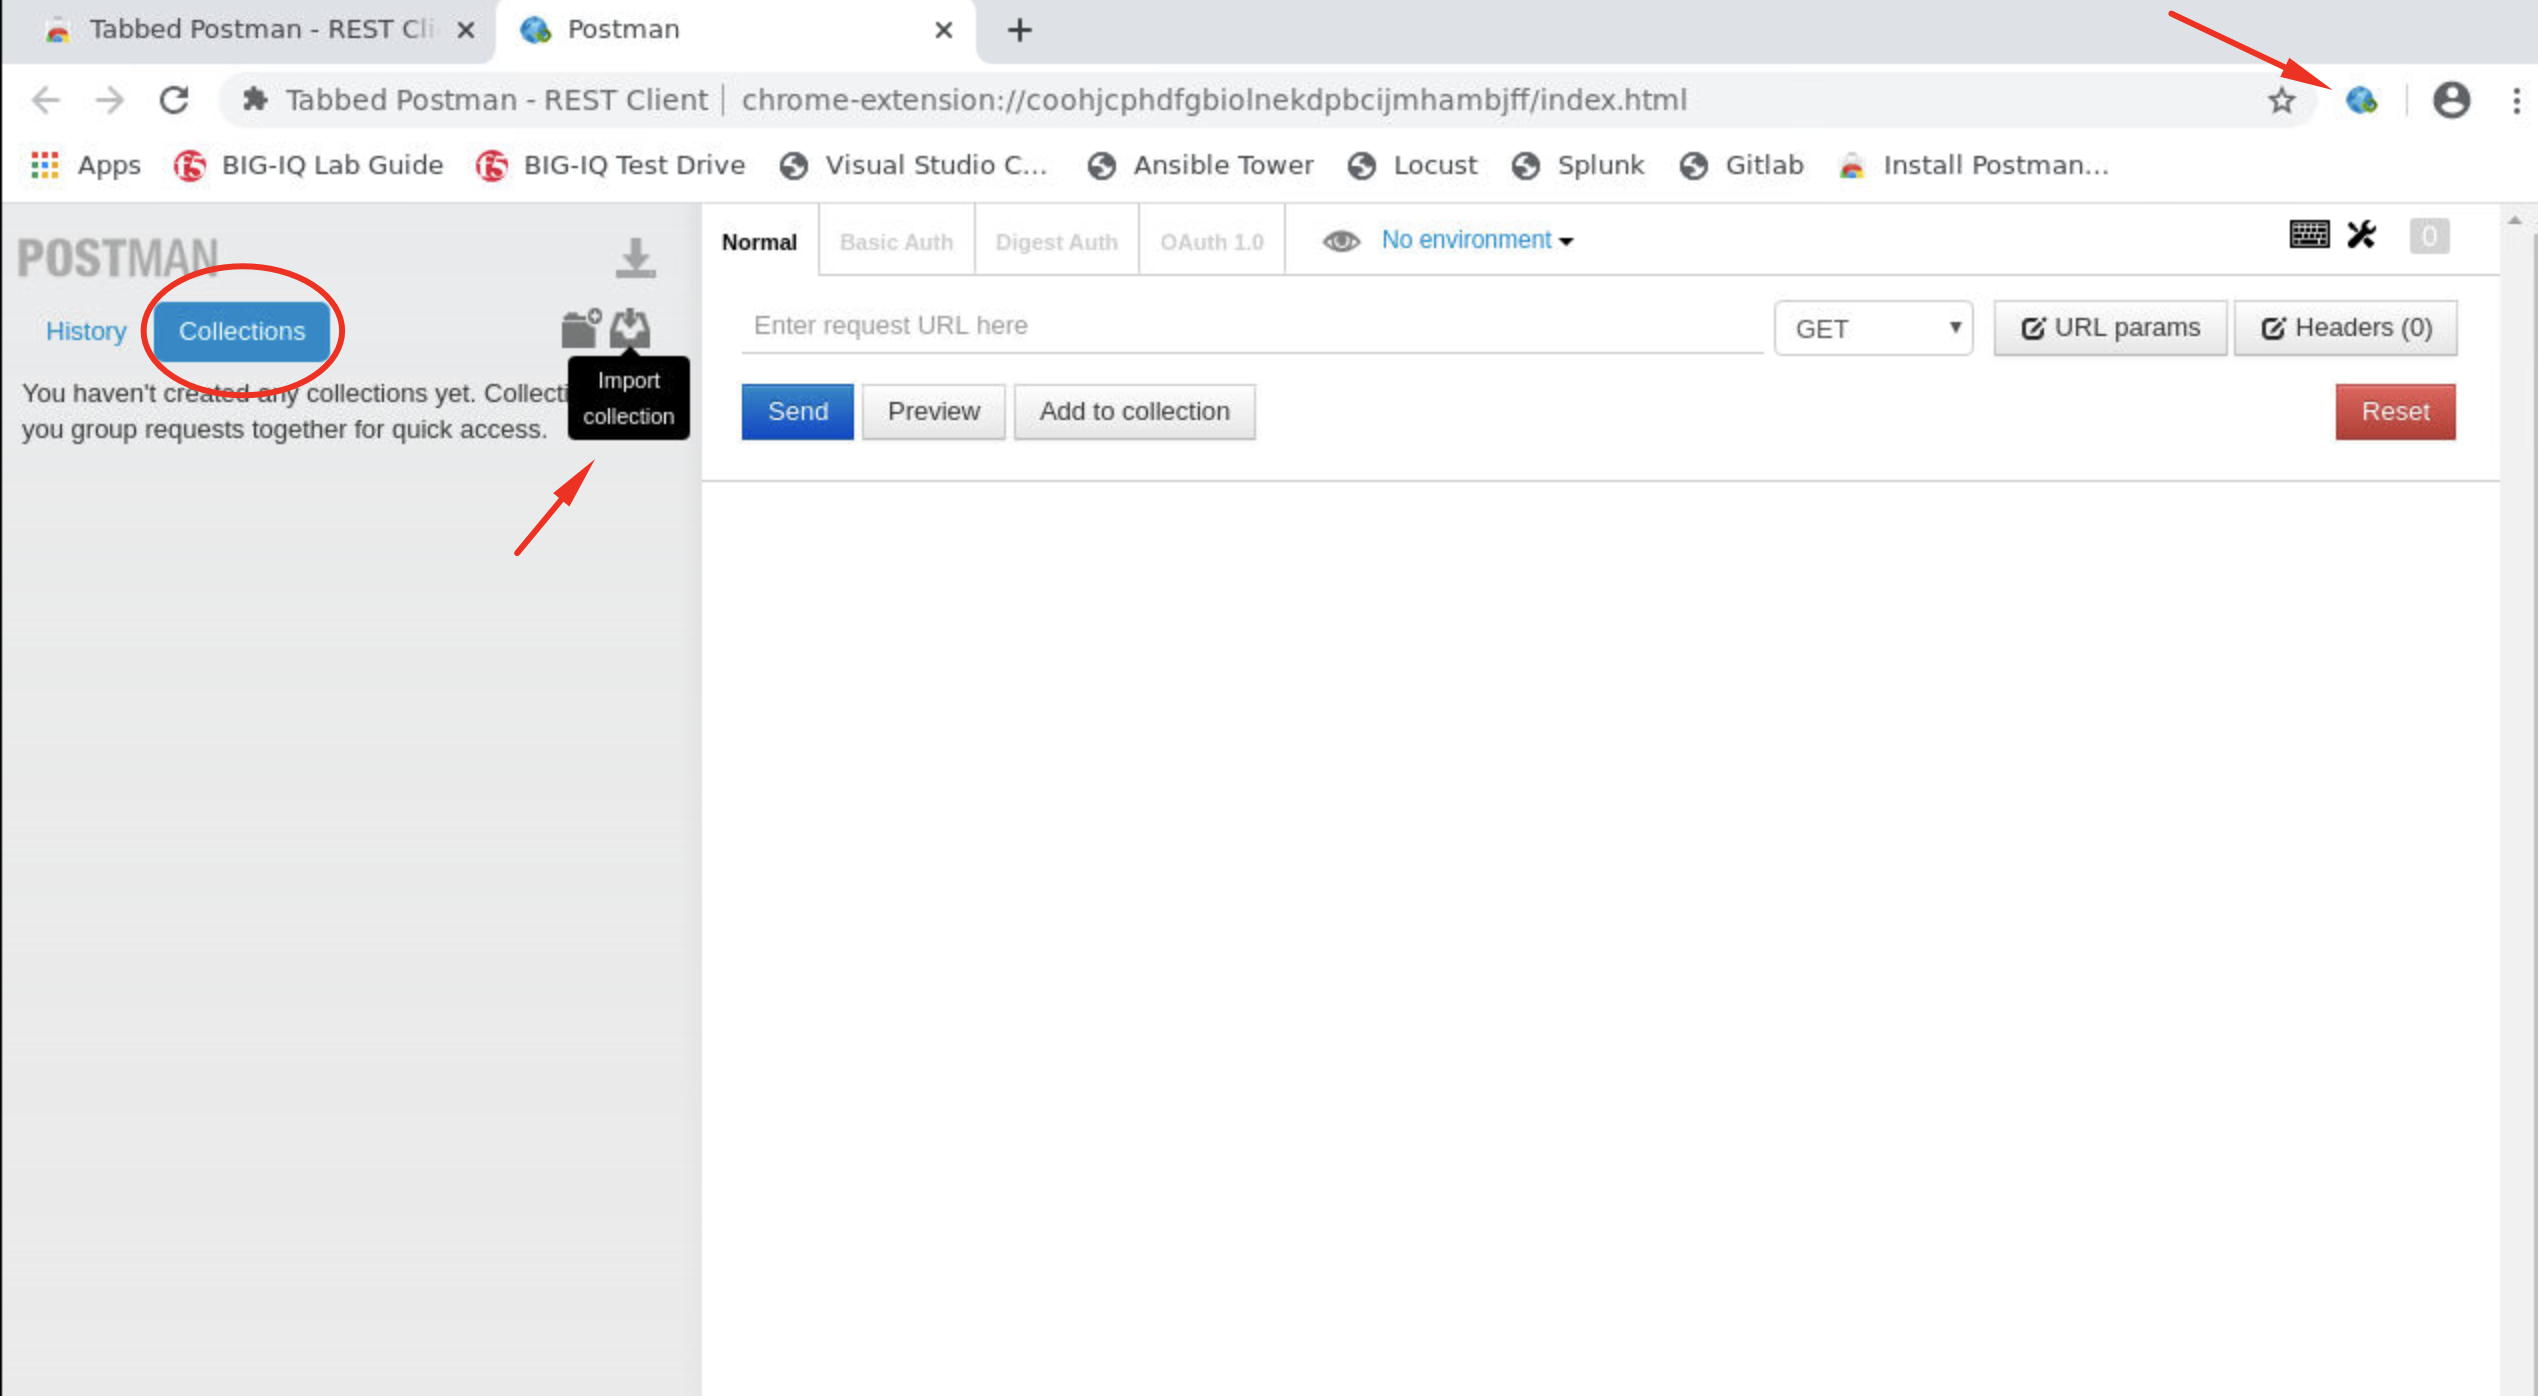 Tabbed Postman - REST Cli
Postman
Tabbed Postman - REST Client | chrome-extension://coohjcphdfgbiolnekdpbcijmhambjff/index.html
Apps BIG-IQ Lab Guide BIG-IQ Test Drive Visual Studio C... Ansible Tower Locust Splunk Gitlab Install Postman...
POSTMAN
Normal Basic Auth Digest Auth OAuth 1.0 No environment 0
History Collections
Enter request URL here GET URL params Headers (0)
Import
collection
You haven't created any collections yet. Collecti
you group requests together for quick access.
Send Preview Add to collection Reset